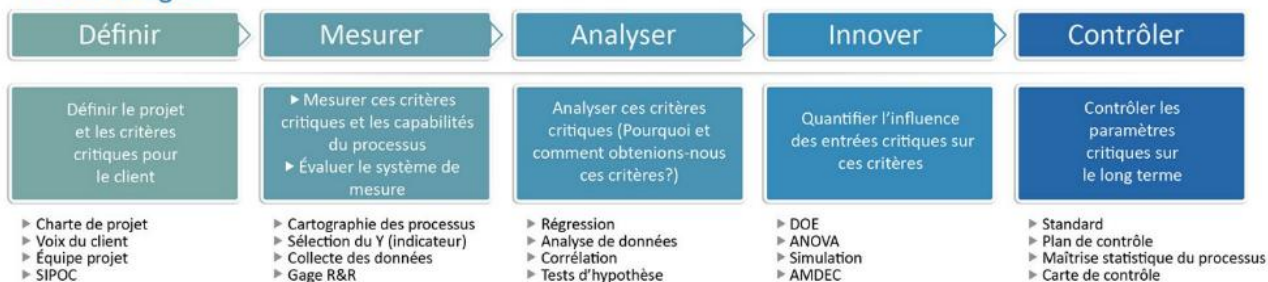 Définir
Mesurer
Analyser
Innover
Contrôler
Définir le projet
et les critères
critiques pour
le client
▶ Mesurer ces critères
critiques et les capabilités
du processus
▶ Évaluer le système de
mesure
Analyser ces critères
critiques (Pourquoi et
comment obtenions-nous
ces critères?)
Quantifier l'influence
des entrées critiques sur
ces critères
Contrôler les
paramètres
critiques sur
le long terme
▶ Charte de projet
▶ Voix du client
▶ Équipe projet
▶ SIPOC
▶ Cartographie des processus
▶ Sélection du Y (indicateur)
▶ Collecte des données
▶ Gage R&R
▶ Régression
▶ Analyse de données
▶ Corrélation
▶ Tests d'hypothèse
▶ DOE
▶ ANOVA
▶ Simulation
▶ AMDEC
▶ Standard
▶ Plan de contrôle
▶ Maîtrise statistique du processus
▶ Carte de contrôle